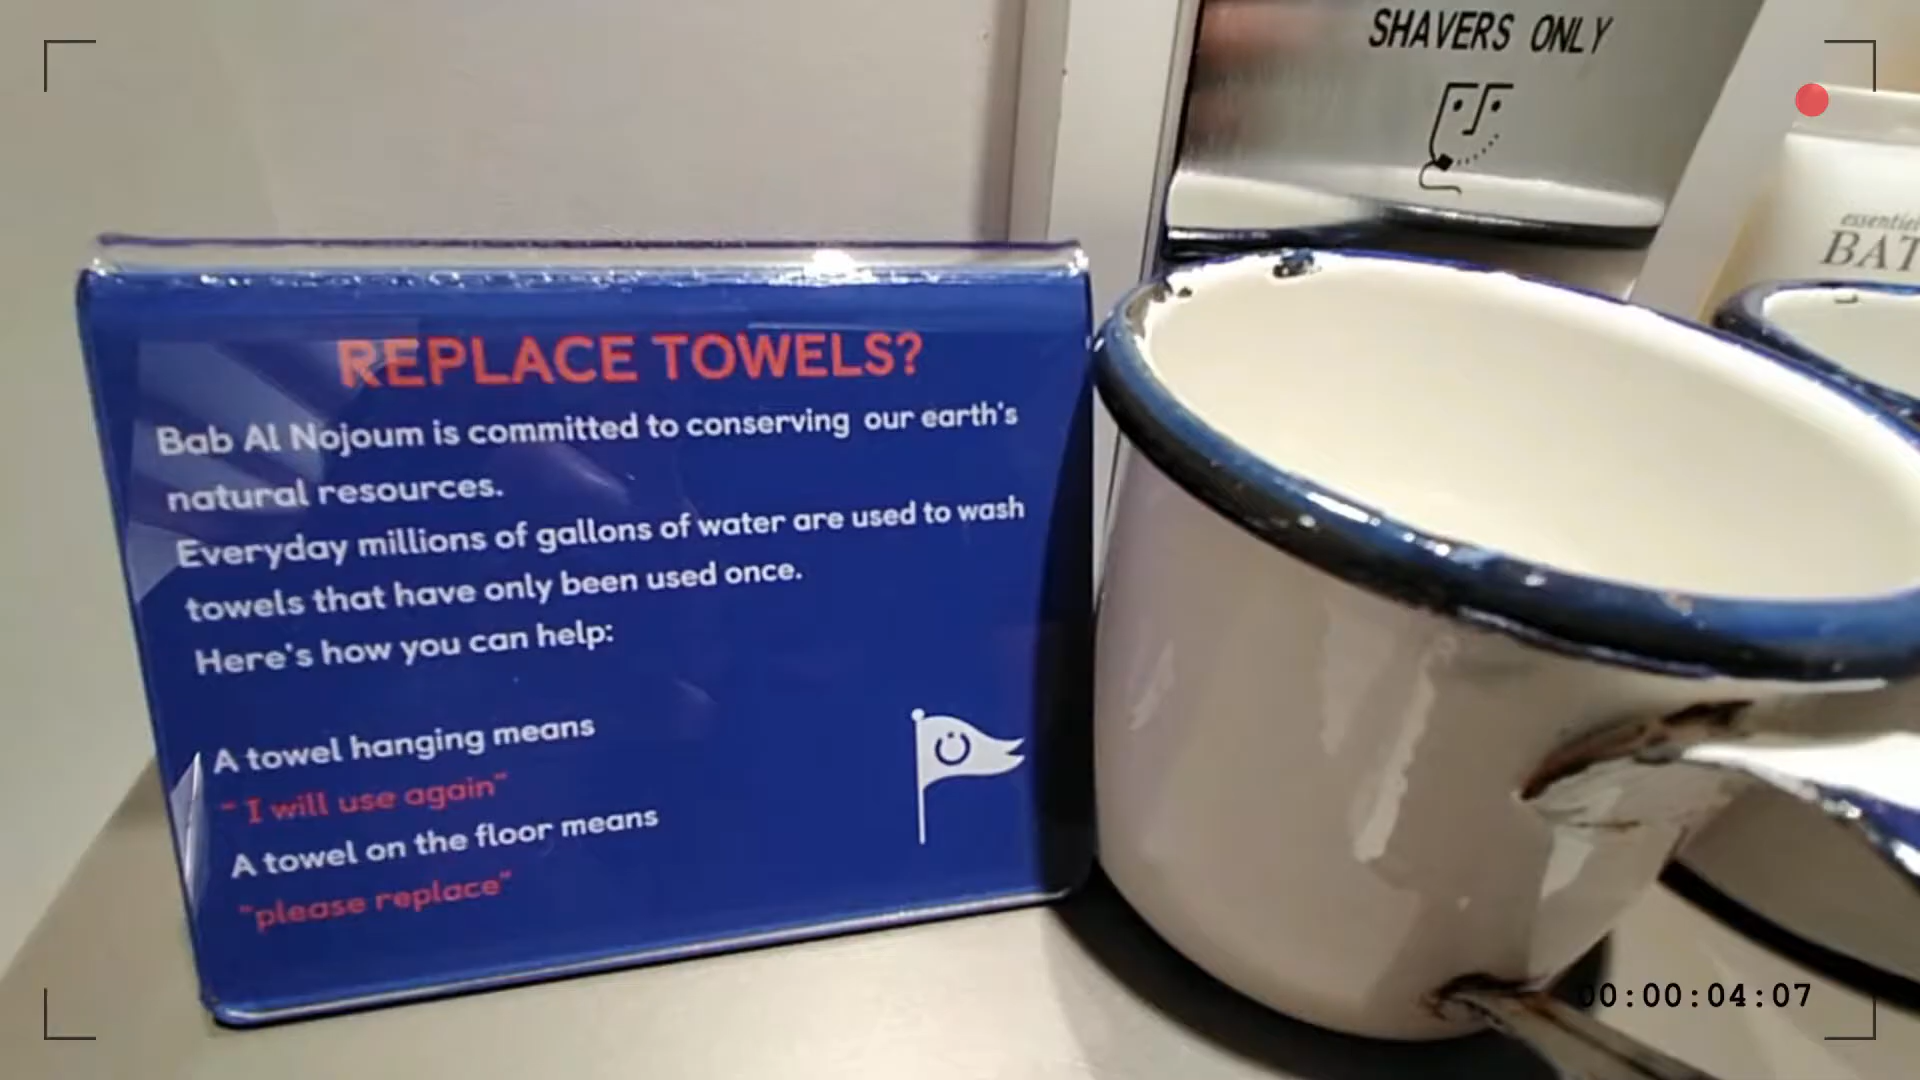 SHAVERS ONLY
essentiel
BAT
REPLACE TOWELS?
Bab Al Nojoum is committed to conserving our earth's
natural resources.
Everyday millions of gallons of water are used to wash
towels that have only been used once.
Here's how you can help:
A towel hanging means
" I will use again"
A towel on the floor means
"please replace"
00:00:04:07